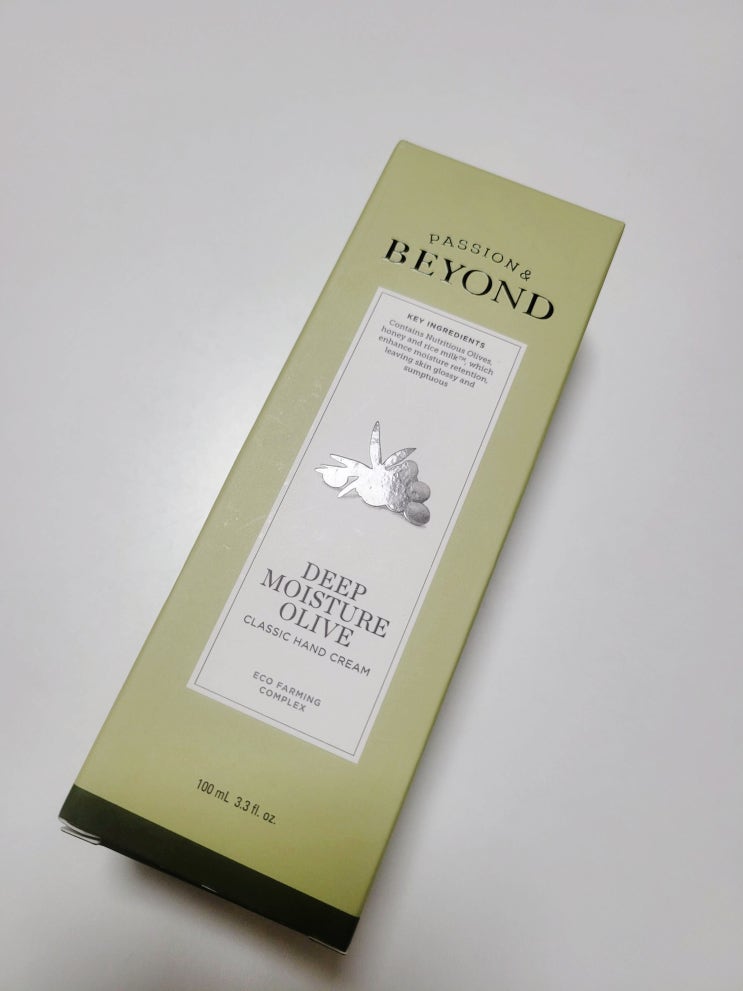 PASSION &
BEYOND
KEY INGREDIENTS
Contains Nutritious Olives,
honey and rice milk™, which
enhance moisture retention,
leaving skin glossy and
sumptuous
DEEP
MOISTURE
OLIVE
CLASSIC HAND CREAM
ECO FARMING
COMPLEX
100 mL 3.3 fl. oz.